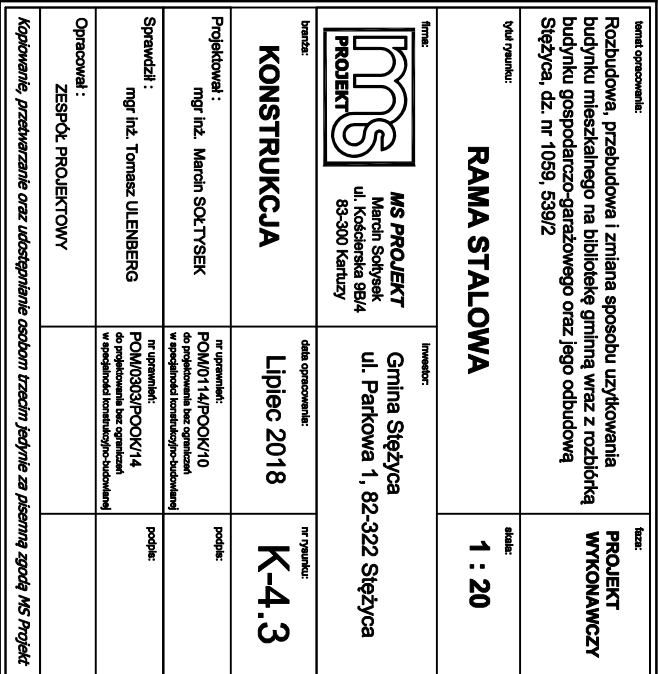 temat opracowania:
Rozbudowa, przebudowa i zmiana sposobu uzytkowania
budynku mieszkalnego na bibliotekę gminną wraz z rozbiórką
budynku gospodarczo-garażowego oraz jego odbudową
Stężyca, dz. nr 1059, 539/2
faza:
PROJEKT
WYKONAWCZY
tytuł rysunku:
RAMA STALOWA
skala:
1 : 20
firma:
ms
PROJEKT
MS PROJEKT
Marcin Sołtysek
ul. Kościerska 9B/4
83-300 Kartuzy
inwestor:
Gmina Stężyca
ul. Parkowa 1, 82-322 Stężyca
branża:
KONSTRUKCJA
data opracowania:
Lipiec 2018
nr rysunku:
K-4.3
Projektował :
mgr inż. Marcin SOŁTYSEK
nr uprawnień:
POM/0114/POOK/10
do projektowania bez ograniczeń
w specjalności konstrukcyjno-budowlanej
podpis:
Sprawdził :
mgr inż. Tomasz ULENBERG
nr uprawnień:
POM/0303/POOK/14
do projektowania bez ograniczeń
w specjalności konstrukcyjno-budowlanej
podpis:
Opracował :
ZESPÓŁ PROJEKTOWY
Kopiowanie, przetwarzanie oraz udostępnianie osobom trzecim jedynie za pisemną zgodą MS Projekt